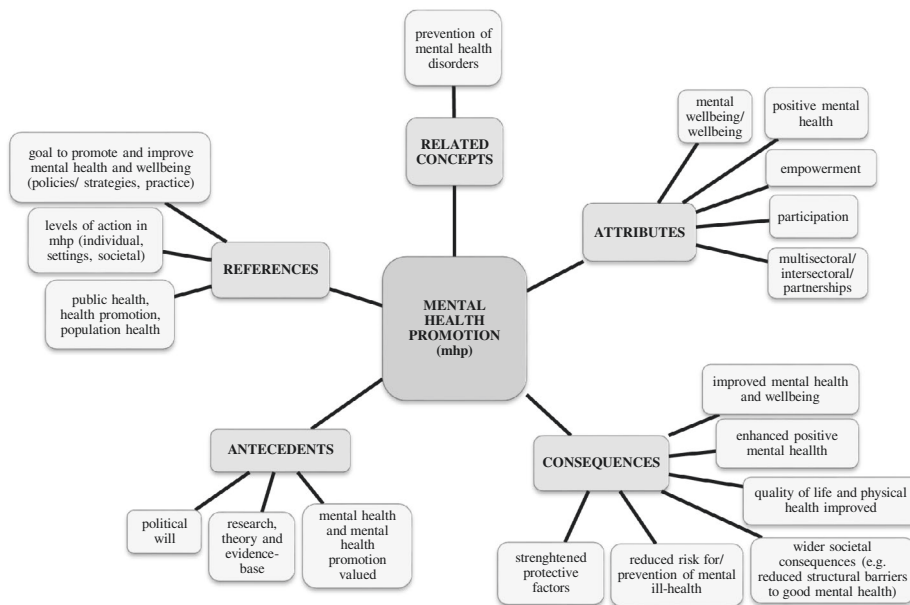 prevention of
mental health
disorders
RELATED
CONCEPTS
mental
wellbeing/
wellbeing
positive mental
health
empowerment
participation
multisectoral/
intersectoral/
partnerships
ATTRIBUTES
goal to promote and improve
mental health and wellbeing
(policies/ strategies, practice)
levels of action in
mhp (individual,
settings, societal)
public health,
health promotion,
population health
REFERENCES
MENTAL
HEALTH
PROMOTION
(mhp)
ANTECEDENTS
political
will
research,
theory and
evidence-
base
mental health
and mental
health
promotion
valued
CONSEQUENCES
improved mental health
and wellbeing
enhanced positive
mental heallth
quality of life and physical
health improved
wider societal
consequences (e.g.
reduced structural barriers
to good mental health)
reduced risk for/
prevention of mental
ill-health
strenghtened
protective
factors